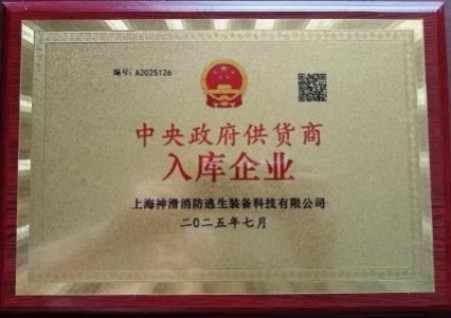 编号：A2025126
中央政府供货商
入库企业
上海神滑消防逃生装备科技有限公司
二〇二五年七月